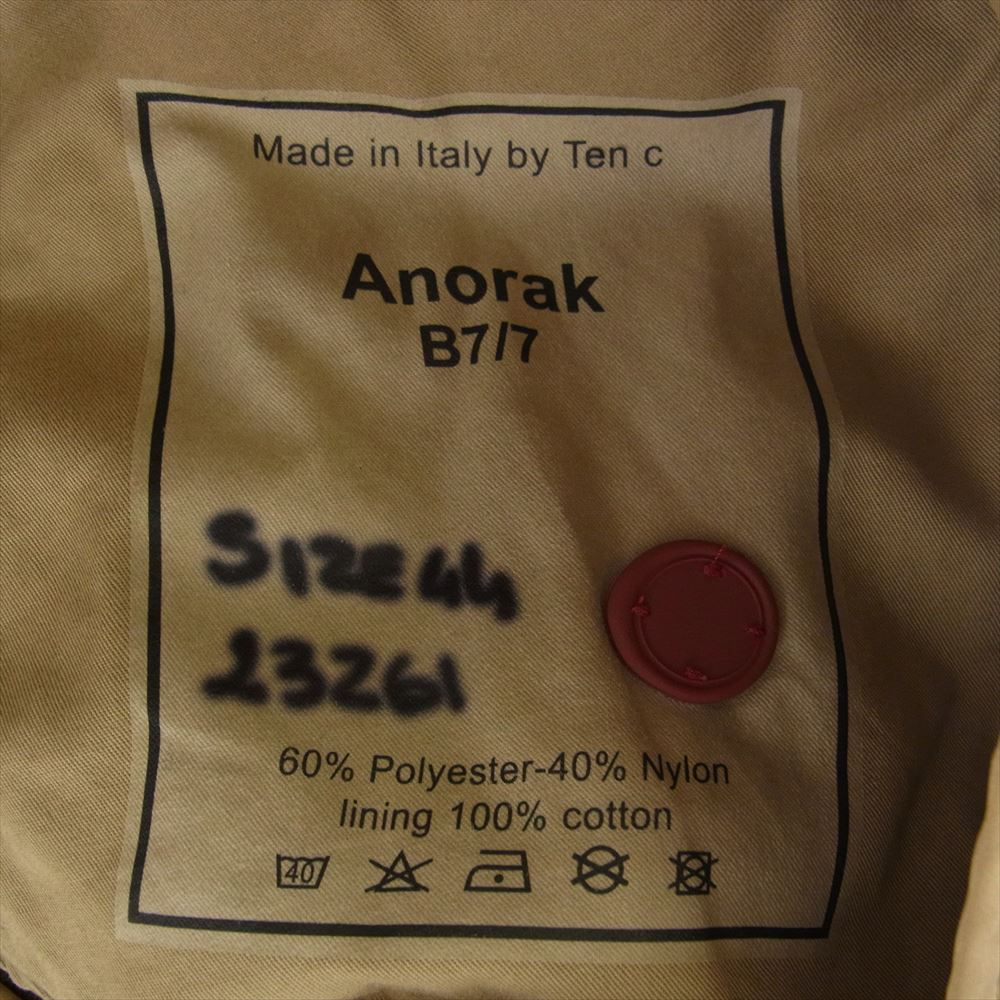 Made in Italy by Ten c
Anorak
B7/7
SIZE 44
23261
60% Polyester-40% Nylon
lining 100% cotton
40